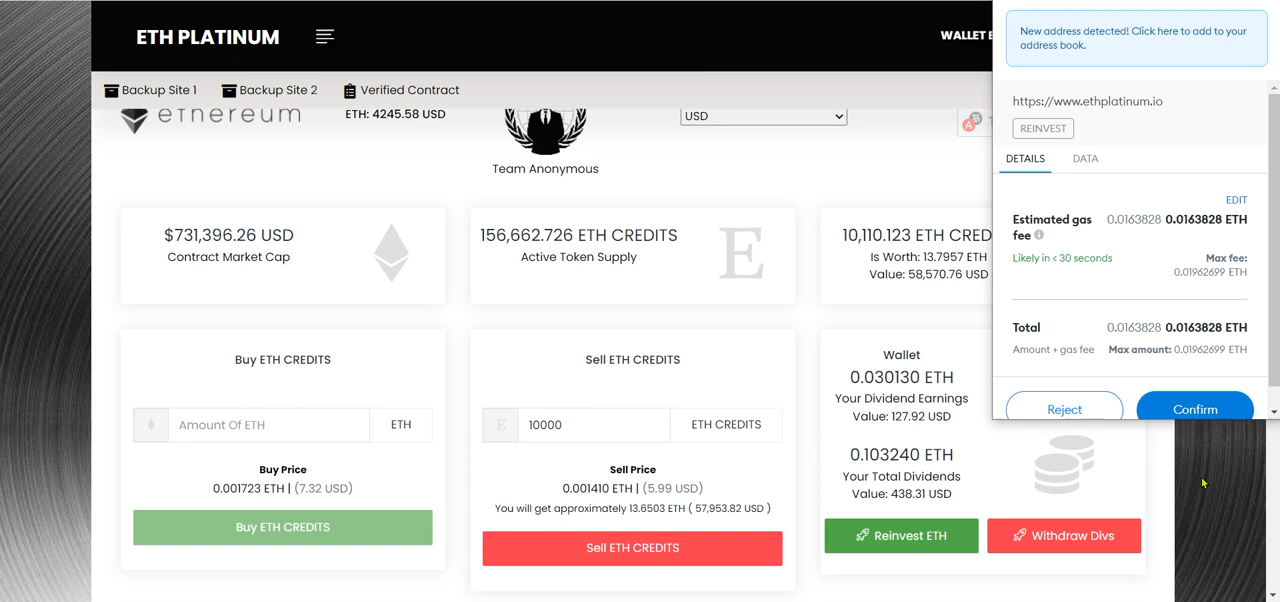 ETH PLATINUM
WALLET
Backup Site 1
Backup Site 2
Verified Contract
ethereum
ETH: 4245.58 USD
USD
Team Anonymous
$731,396.26 USD
Contract Market Cap
156,662.726 ETH CREDITS
Active Token Supply
E
10,110.123 ETH CRED
Is Worth: 13.7957 ETH
Value: 58,570.76 USD
Buy ETH CREDITS
Amount Of ETH
ETH
Buy Price
0.001723 ETH | (7.32 USD)
Buy ETH CREDITS
Sell ETH CREDITS
E
10000
ETH CREDITS
Sell Price
0.001410 ETH | (5.99 USD)
You will get approximately 13.6503 ETH ( 57,953.82 USD )
Sell ETH CREDITS
Wallet
0.030130 ETH
Your Dividend Earnings
Value: 127.92 USD
0.103240 ETH
Your Total Dividends
Value: 438.31 USD
Reinvest ETH
Withdraw Divs
New address detected! Click here to add to your
address book.
https://www.ethplatinum.io
REINVEST
DETAILS
DATA
EDIT
Estimated gas
fee
0.0163828 0.0163828 ETH
Likely in < 30 seconds
Max fee:
0.01962699 ETH
Total
0.0163828 0.0163828 ETH
Amount + gas fee
Max amount: 0.01962699 ETH
Reject
Confirm